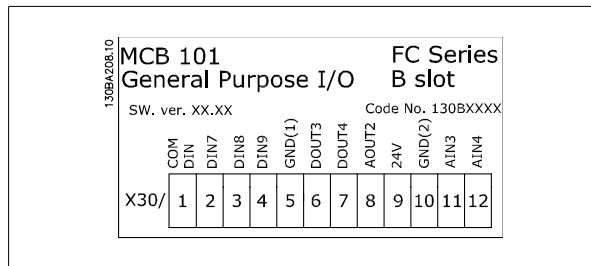 130BA208.10
MCB 101 FC Series
General Purpose I/O B slot
SW. ver. XX.XX Code No. 130BXXXX
COM DIN DIN7 DIN8 DIN9 GND(1) DOUT3 DOUT4 AOUT2 24V GND(2) AIN3 AIN4
X30/ 1 2 3 4 5 6 7 8 9 10 11 12